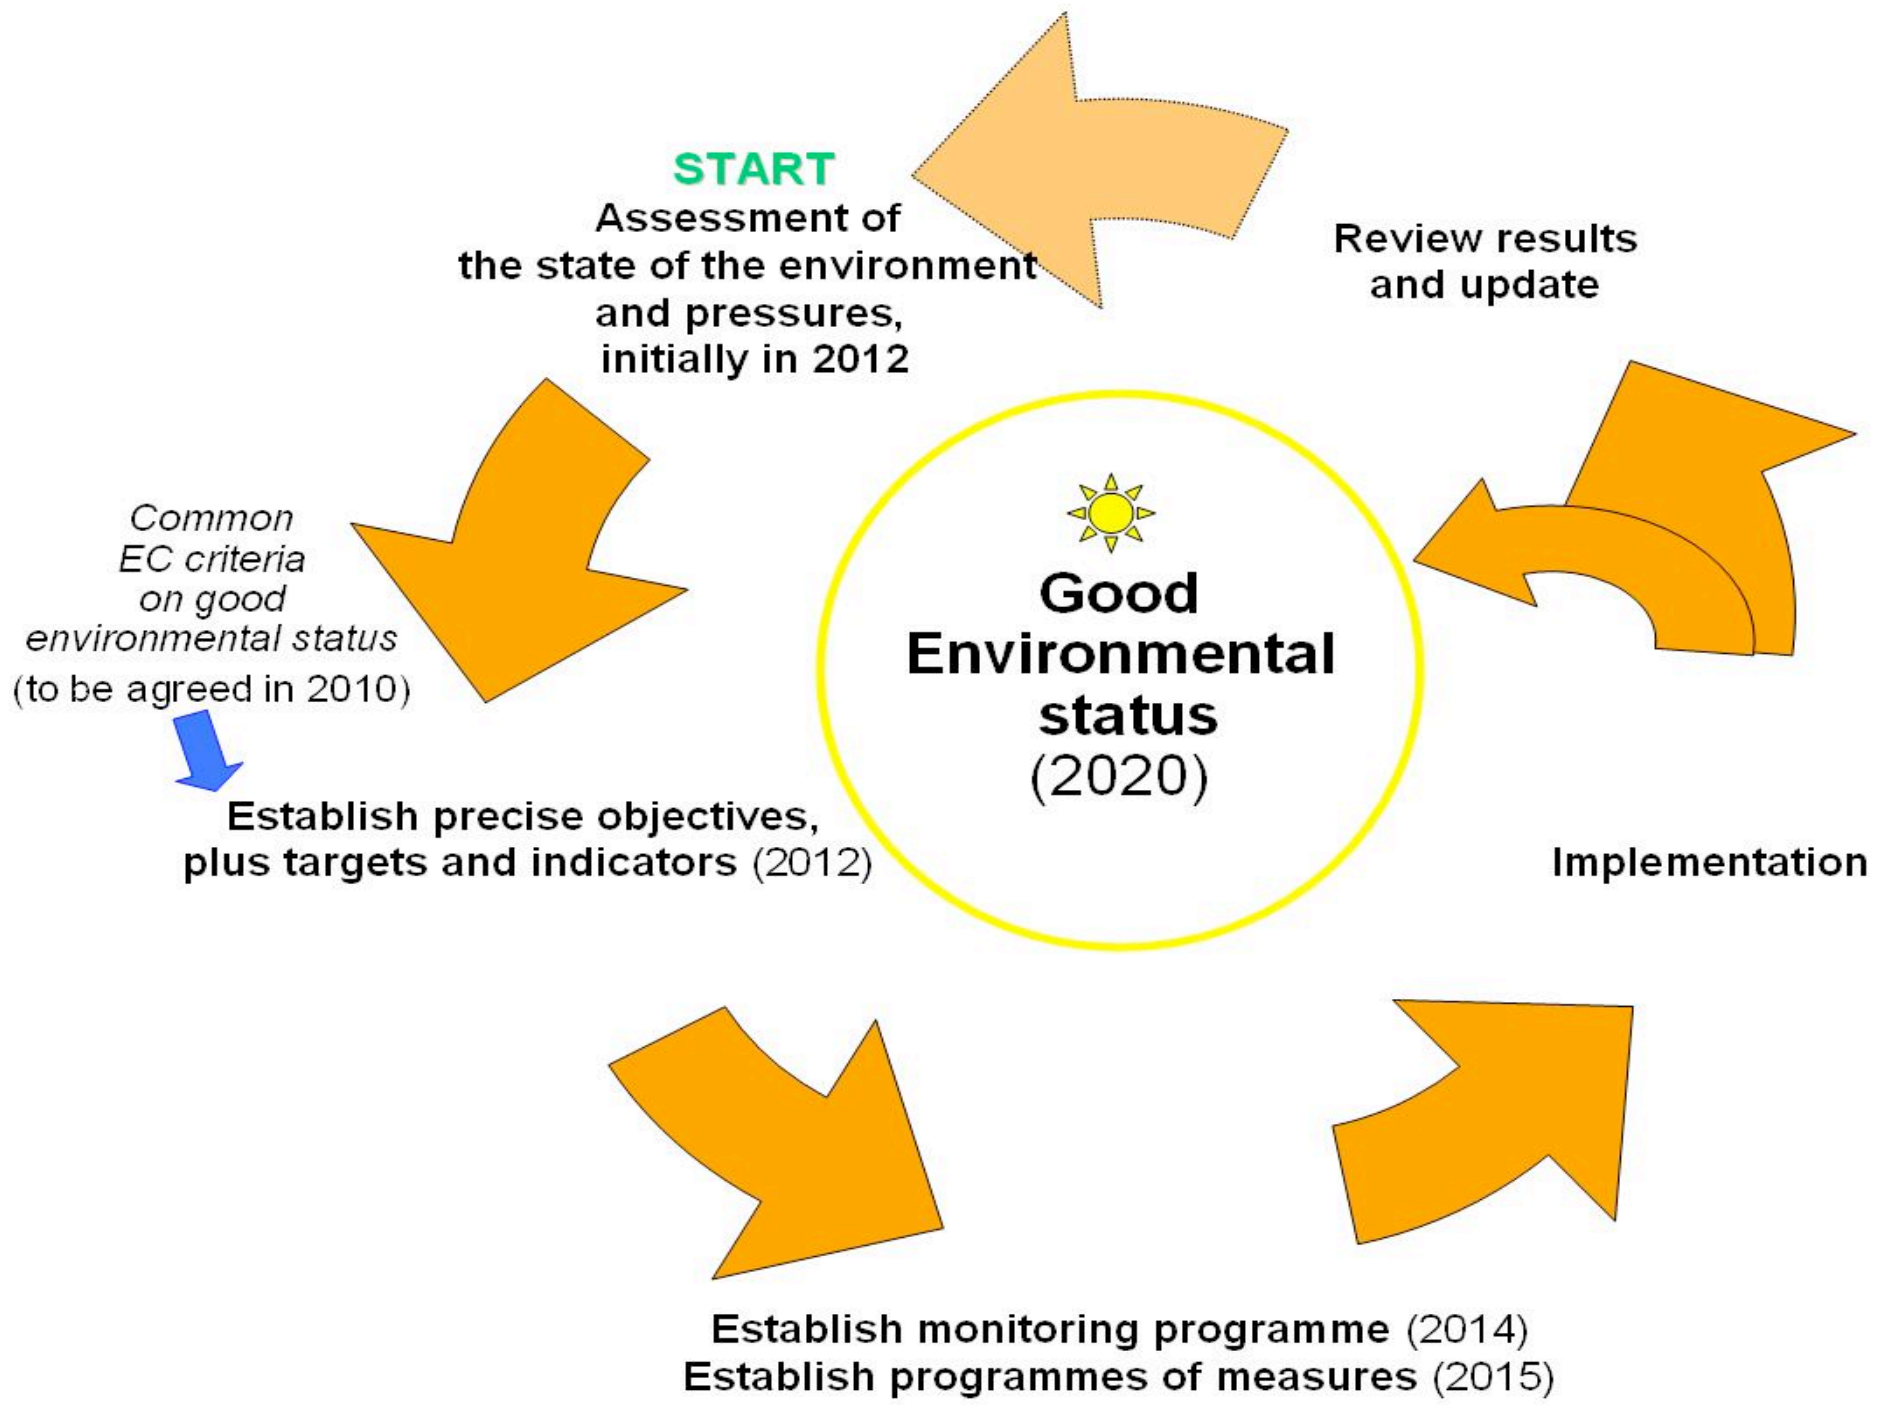 START
Assessment of
the state of the environment
and pressures,
initially in 2012
Review results
and update
Common
EC criteria
on good
environmental status
(to be agreed in 2010)
Good
Environmental
status
(2020)
Establish precise objectives,
plus targets and indicators (2012)
Implementation
Establish monitoring programme (2014)
Establish programmes of measures (2015)